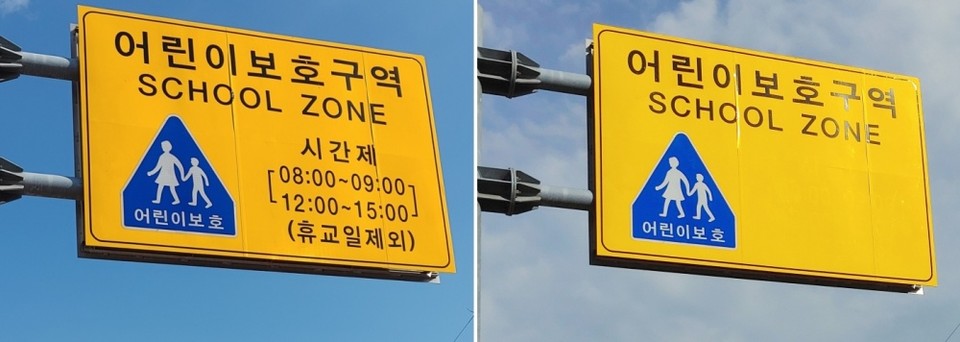 어린이보호구역
SCHOOL ZONE
시간제
08:00~09:00
12:00~15:00
(휴교일제외)
어린이보호
어린이보호구역
SCHOOL ZONE
어린이보호